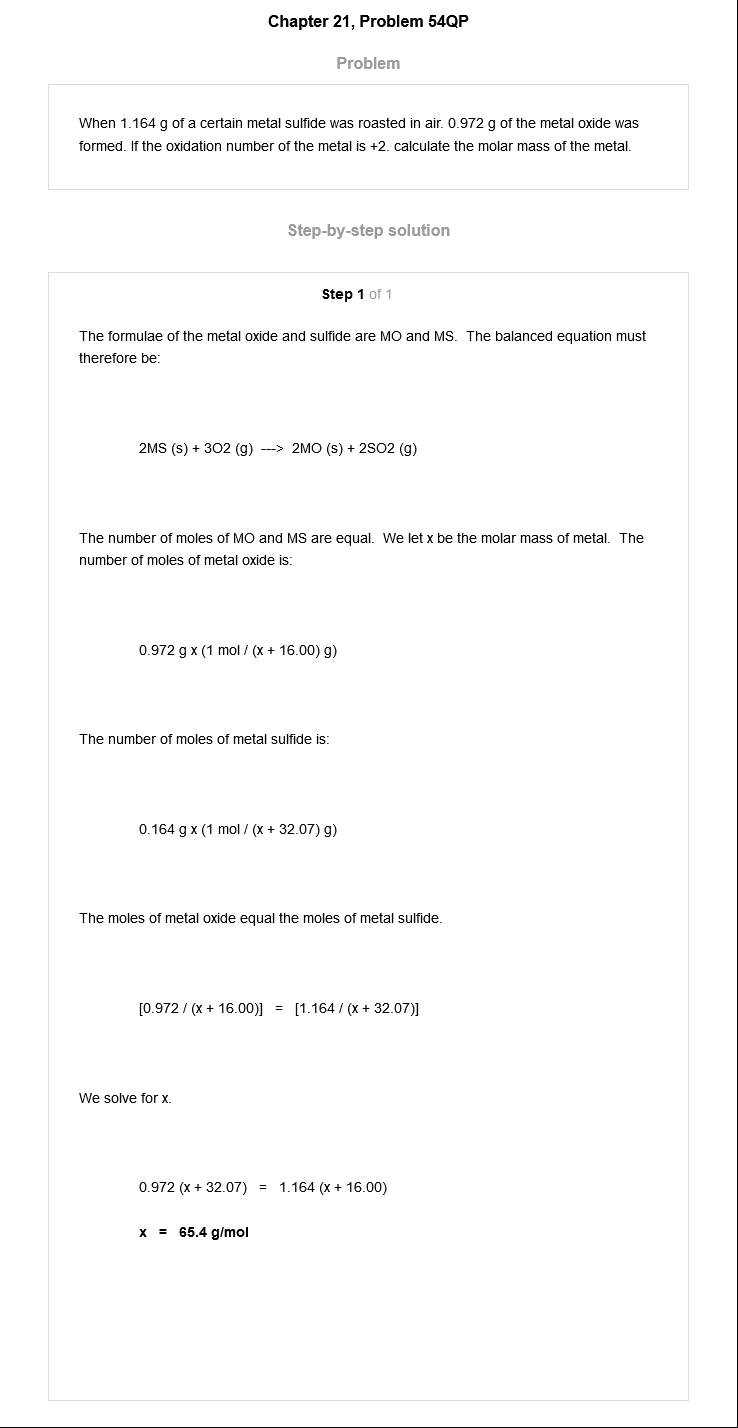 Chapter 21, Problem 54QP
Problem
When 1.164 g of a certain metal sulfide was roasted in air. 0.972 g of the metal oxide was
formed. If the oxidation number of the metal is +2. calculate the molar mass of the metal.
Step-by-step solution
Step 1 of 1
The formulae of the metal oxide and sulfide are MO and MS.  The balanced equation must
therefore be:
2MS (s) + 3O2 (g)  --->  2MO (s) + 2SO2 (g)
The number of moles of MO and MS are equal.  We let x be the molar mass of metal.  The
number of moles of metal oxide is:
0.972 g x (1 mol / (x + 16.00) g)
The number of moles of metal sulfide is:
0.164 g x (1 mol / (x + 32.07) g)
The moles of metal oxide equal the moles of metal sulfide.
[0.972 / (x + 16.00)]   =   [1.164 / (x + 32.07)]
We solve for x.
0.972 (x + 32.07)   =   1.164 (x + 16.00)
x   =   65.4 g/mol